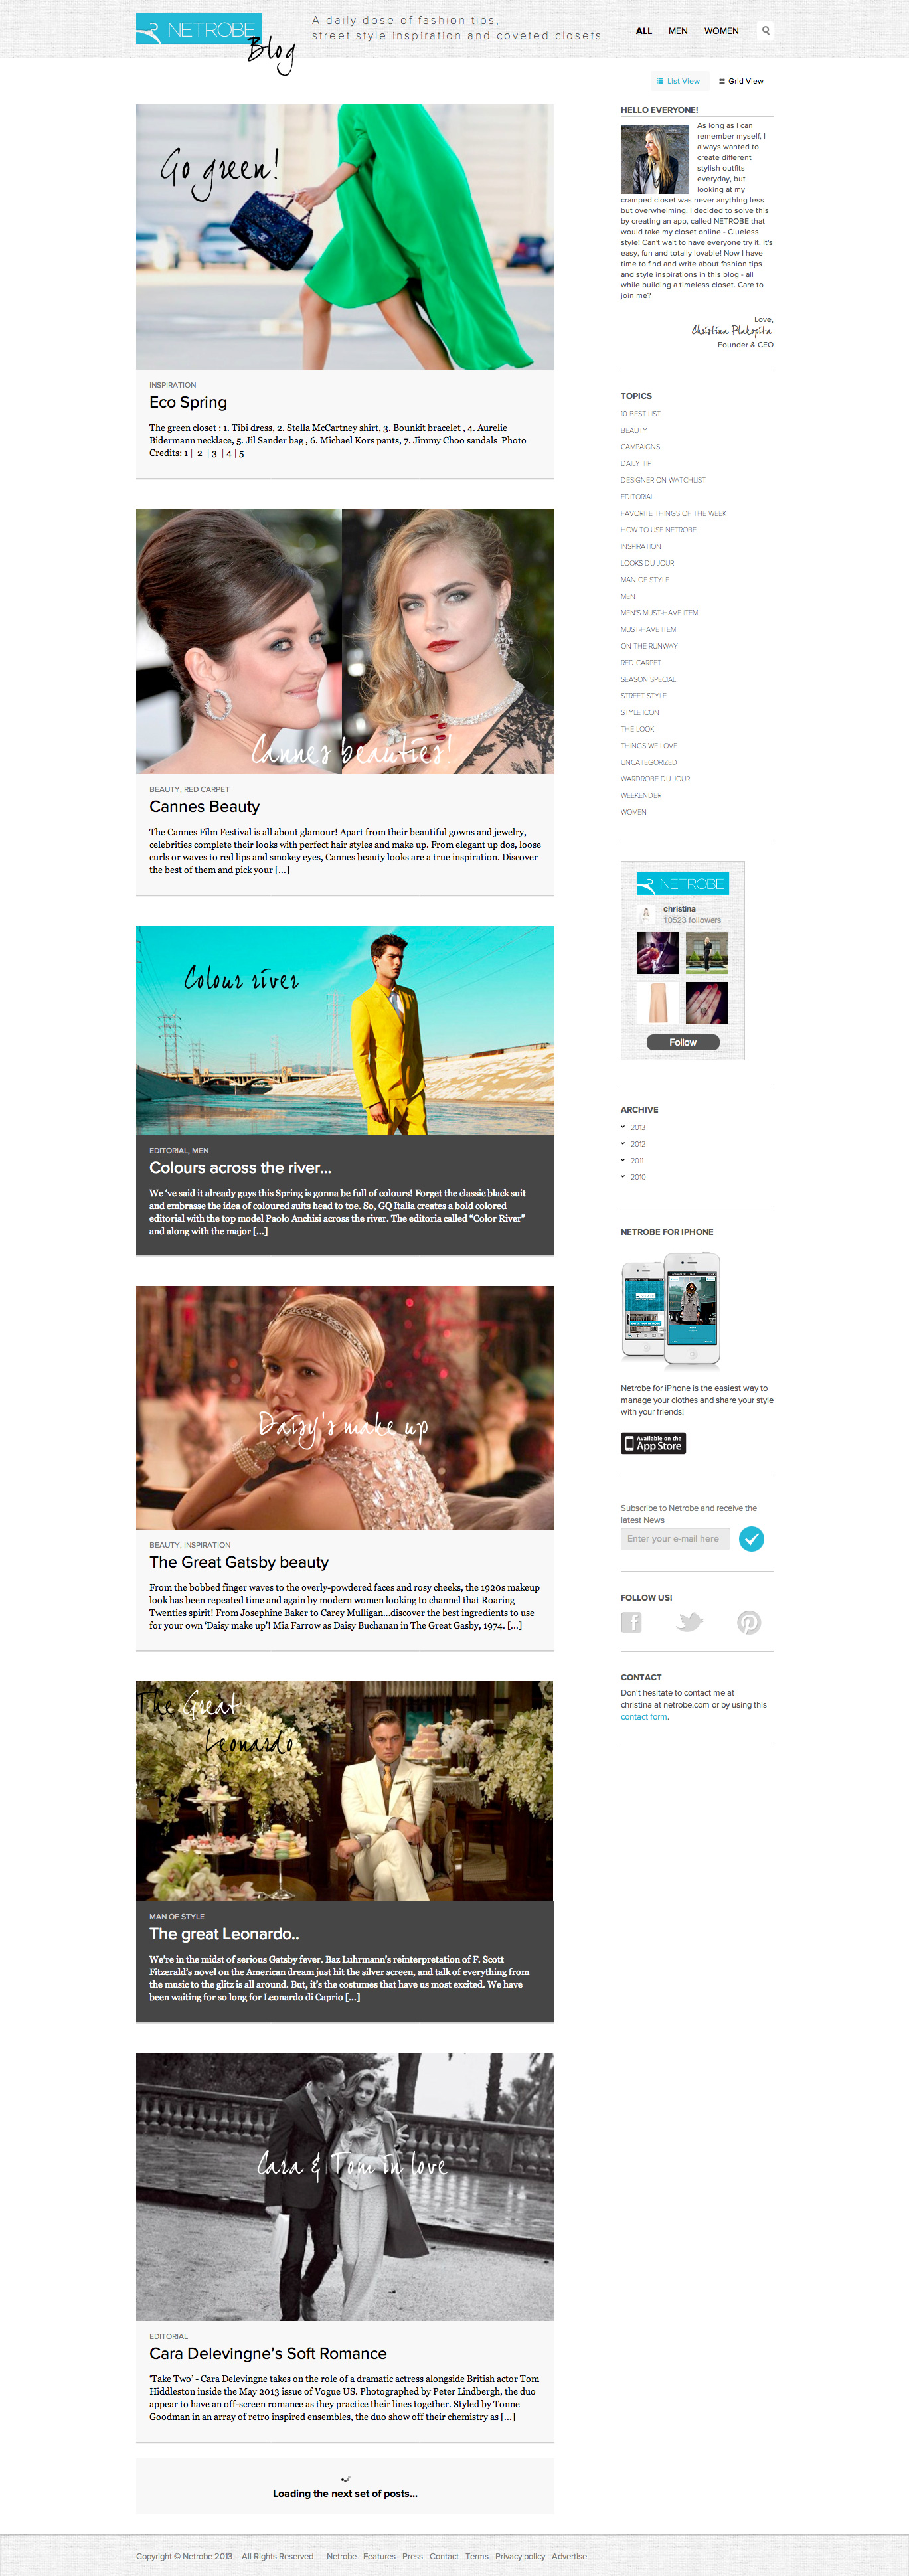 NETROBE
Blog
A daily dose of fashion tips,
street style inspiration and coveted closets
ALL MEN WOMEN
List View Grid View
Go green!
INSPIRATION
Eco Spring
The green closet : 1. Tibi dress, 2. Stella McCartney shirt, 3. Bounkit bracelet , 4. Aurelie
Bidermann necklace, 5. Jil Sander bag , 6. Michael Kors pants, 7. Jimmy Choo sandals Photo
Credits: 1 | 2 | 3 | 4 | 5
Cannes beauties!
BEAUTY, RED CARPET
Cannes Beauty
The Cannes Film Festival is all about glamour! Apart from their beautiful gowns and jewelry,
celebrities complete their looks with perfect hair styles and make up. From elegant up dos, loose
curls or waves to red lips and smokey eyes, Cannes beauty looks are a true inspiration. Discover
the best of them and pick your [...]
Colour river
EDITORIAL, MEN
Colours across the river...
We 've said it already guys this Spring is gonna be full of colours! Forget the classic black suit
and embrasse the idea of coloured suits head to toe. So, GQ Italia creates a bold colored
editorial with the top model Paolo Anchisi across the river. The editoria called “Color River”
and along with the major [...]
Daisy's make up
BEAUTY, INSPIRATION
The Great Gatsby beauty
From the bobbed finger waves to the overly-powdered faces and rosy cheeks, the 1920s makeup
look has been repeated time and again by modern women looking to channel that Roaring
Twenties spirit! From Josephine Baker to Carey Mulligan...discover the best ingredients to use
for your own 'Daisy make up'! Mia Farrow as Daisy Buchanan in The Great Gasby, 1974. [...]
The Great
Leonardo
MAN OF STYLE
The great Leonardo..
We're in the midst of serious Gatsby fever. Baz Luhrmann's reinterpretation of F. Scott
Fitzerald's novel on the American dream just hit the silver screen, and talk of everything from
the music to the glitz is all around. But, it's the costumes that have us most excited. We have
been waiting for so long for Leonardo di Caprio [...]
Cara & Tom in love
EDITORIAL
Cara Delevingne's Soft Romance
'Take Two' - Cara Delevingne takes on the role of a dramatic actress alongside British actor Tom
Hiddleston inside the May 2013 issue of Vogue US. Photographed by Peter Lindbergh, the duo
appear to have an off-screen romance as they practice their lines together. Styled by Tonne
Goodman in an array of retro inspired ensembles, the duo show off their chemistry as [...]
Loading the next set of posts...
HELLO EVERYONE!
As long as I can
remember myself, I
always wanted to
create different
stylish outfits
everyday, but
looking at my
cramped closet was never anything less
but overwhelming. I decided to solve this
by creating an app, called NETROBE that
would take my closet online - Clueless
style! Can't wait to have everyone try it. It's
easy, fun and totally lovable! Now I have
time to find and write about fashion tips
and style inspirations in this blog - all
while building a timeless closet. Care to
join me?
Love,
Christina Plakopita
Founder & CEO
TOPICS
10 BEST LIST
BEAUTY
CAMPAIGNS
DAILY TIP
DESIGNER ON WATCHLIST
EDITORIAL
FAVORITE THINGS OF THE WEEK
HOW TO USE NETROBE
INSPIRATION
LOOKS DU JOUR
MAN OF STYLE
MEN
MEN'S MUST-HAVE ITEM
MUST-HAVE ITEM
ON THE RUNWAY
RED CARPET
SEASON SPECIAL
STREET STYLE
STYLE ICON
THE LOOK
THINGS WE LOVE
UNCATEGORIZED
WARDROBE DU JOUR
WEEKENDER
WOMEN
NETROBE
christina
10523 followers
Follow
ARCHIVE
2013
2012
2011
2010
NETROBE FOR IPHONE
Netrobe for iPhone is the easiest way to
manage your clothes and share your style
with your friends!
Available on the
App Store
Subscribe to Netrobe and receive the
latest News
Enter your e-mail here
FOLLOW US!
CONTACT
Don't hesitate to contact me at
christina at netrobe.com or by using this
contact form.
Copyright © Netrobe 2013 – All Rights Reserved Netrobe Features Press Contact Terms Privacy policy Advertise